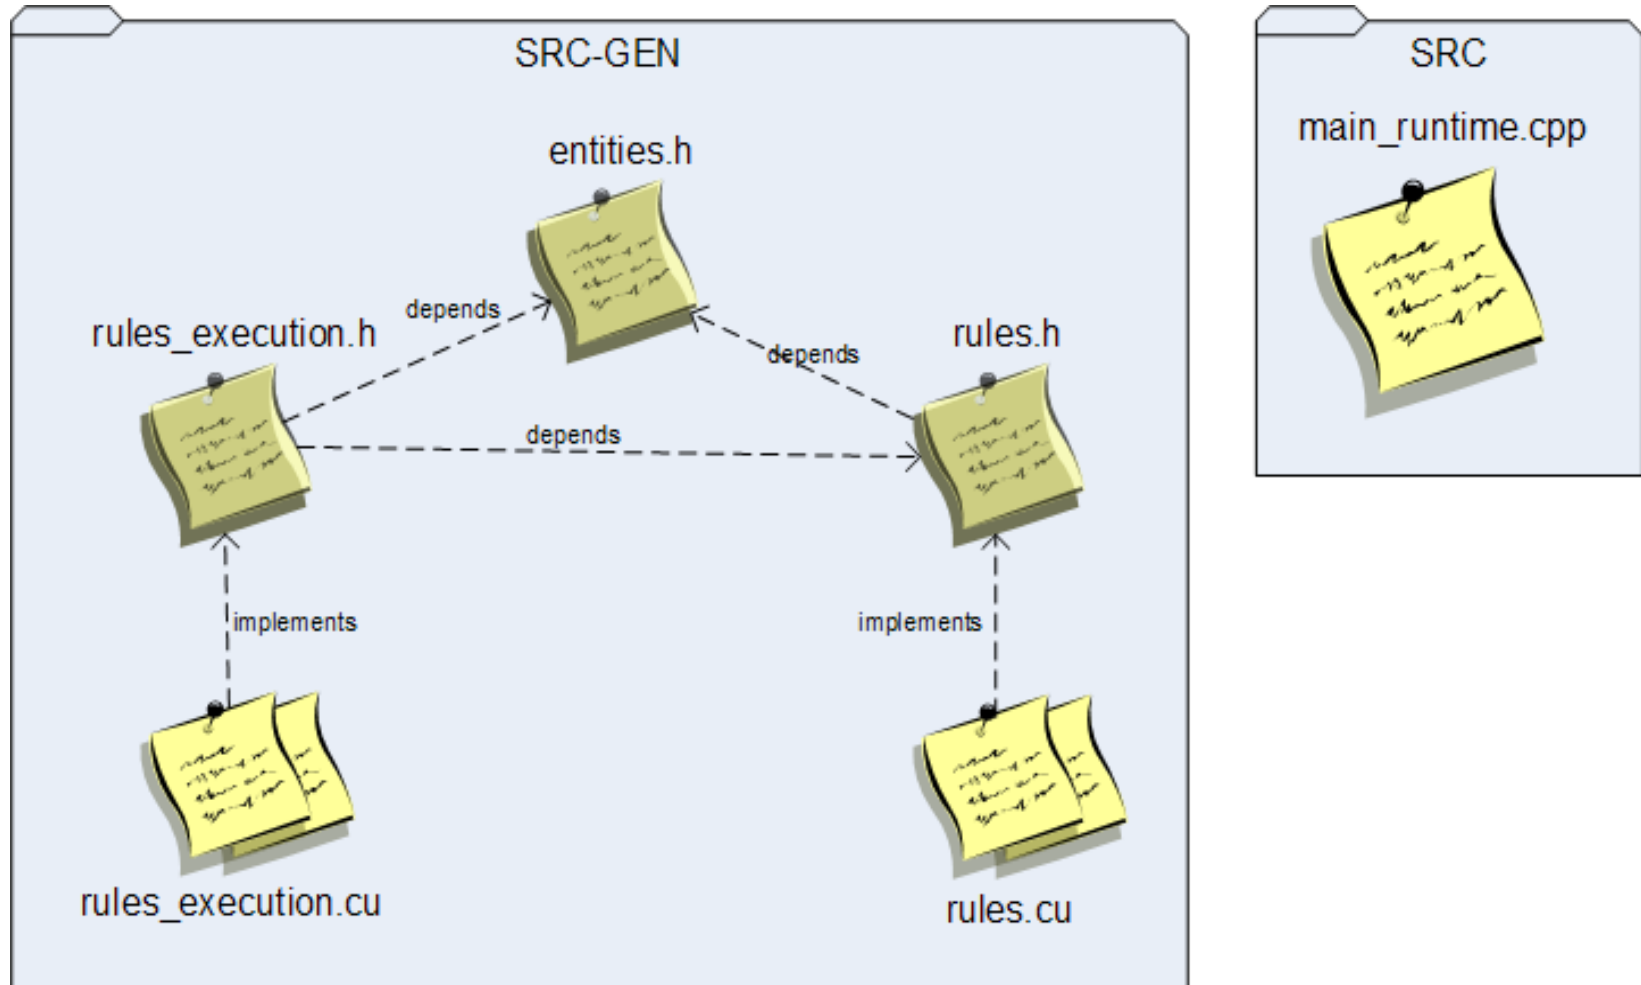 SRC-GEN
SRC
main_runtime.cpp
entities.h
depends
rules_execution.h
rules.h
depends
depends
implements
implements
rules_execution.cu
rules.cu